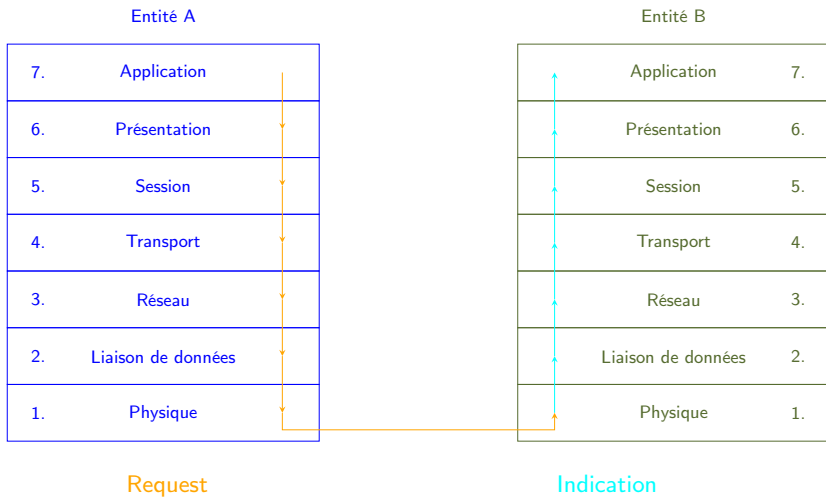 Entité A
Entité B
7. Application
Application 7.
6. Présentation
Présentation 6.
5. Session
Session 5.
4. Transport
Transport 4.
3. Réseau
Réseau 3.
2. Liaison de données
Liaison de données 2.
1. Physique
Physique 1.
Request
Indication